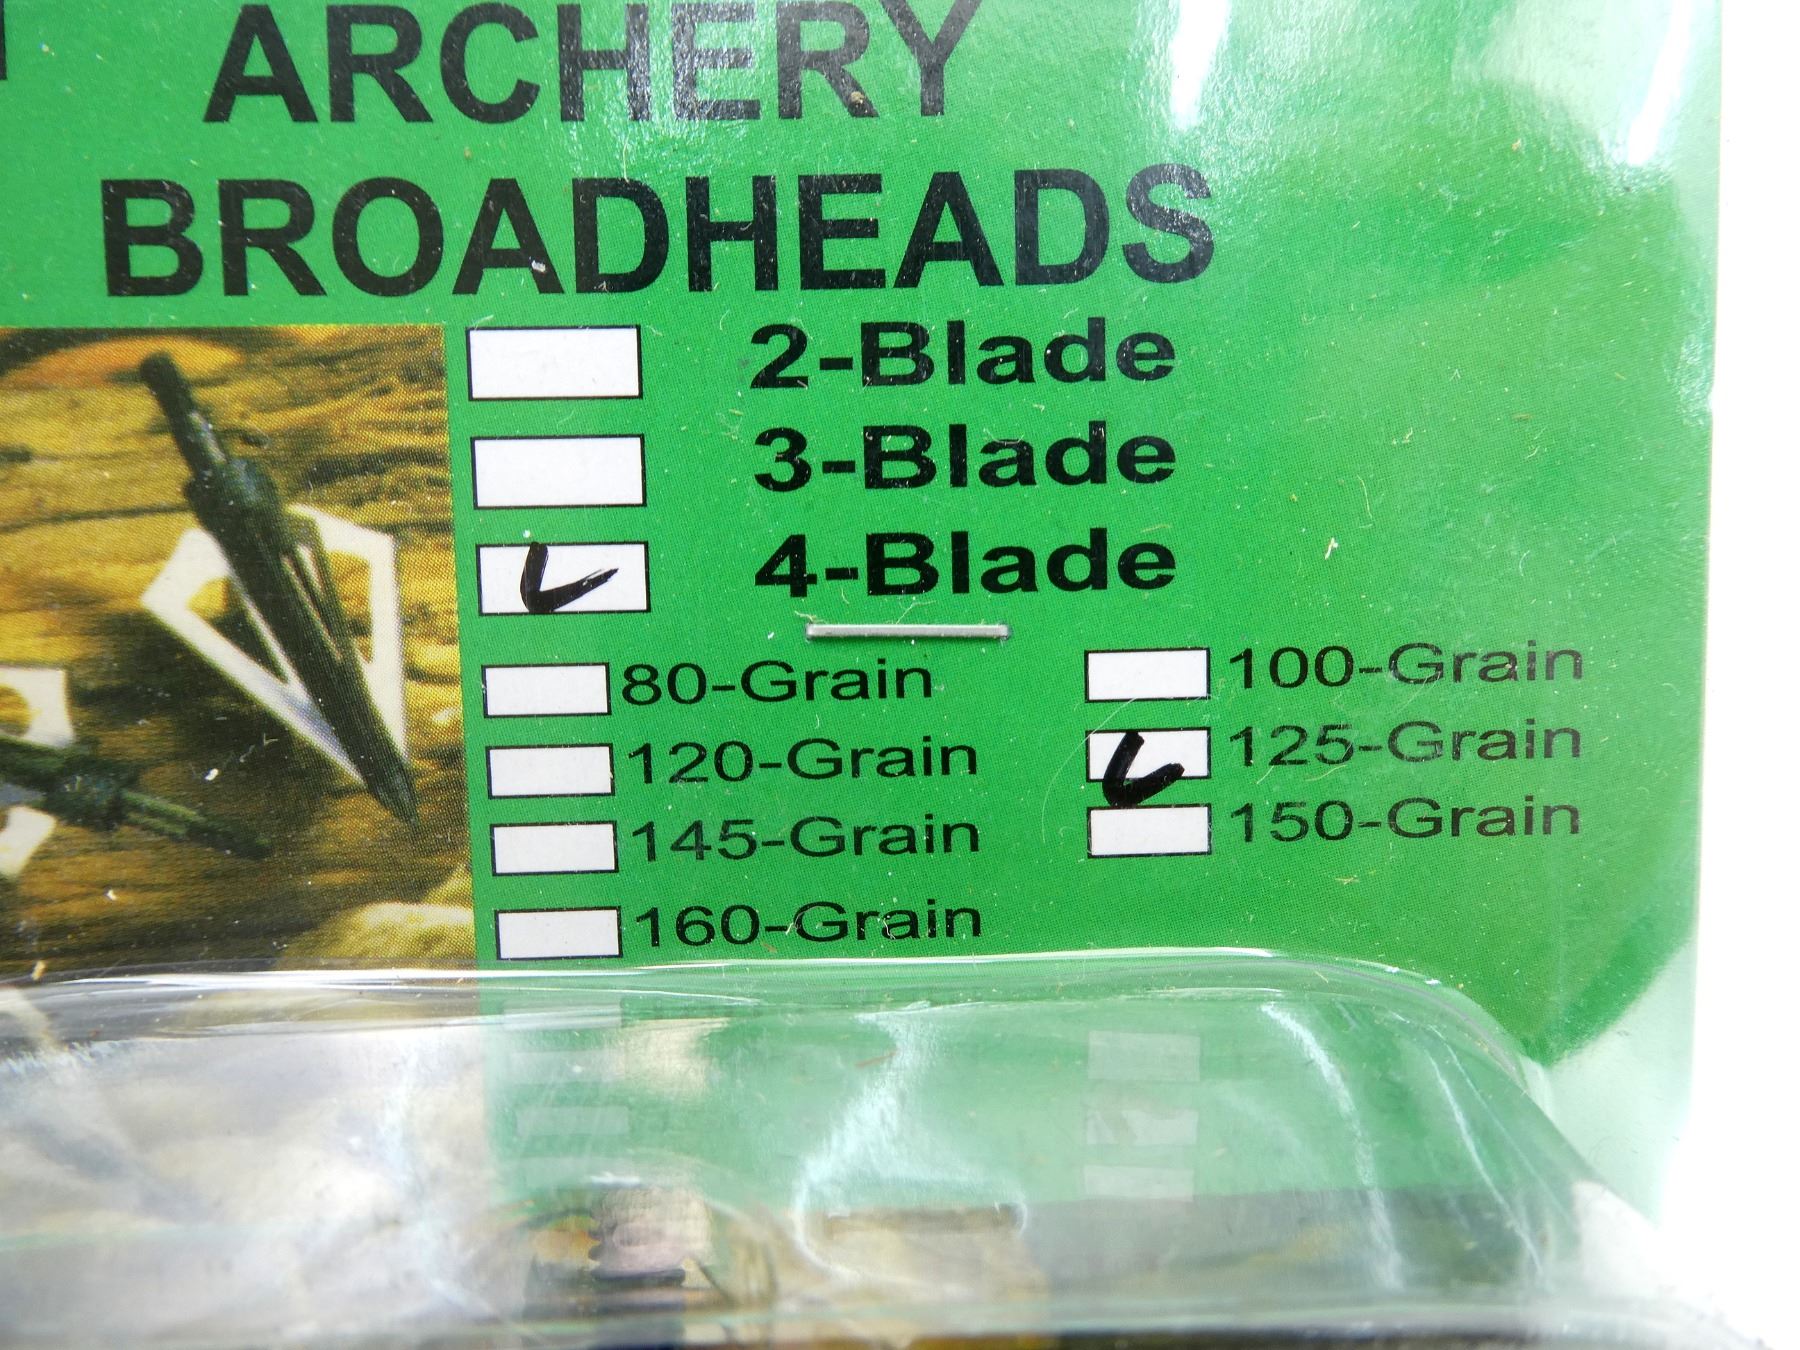 ARCHERY
BROADHEADS
2-Blade
3-Blade
4-Blade
80-Grain 100-Grain
120-Grain 125-Grain
145-Grain 150-Grain
160-Grain